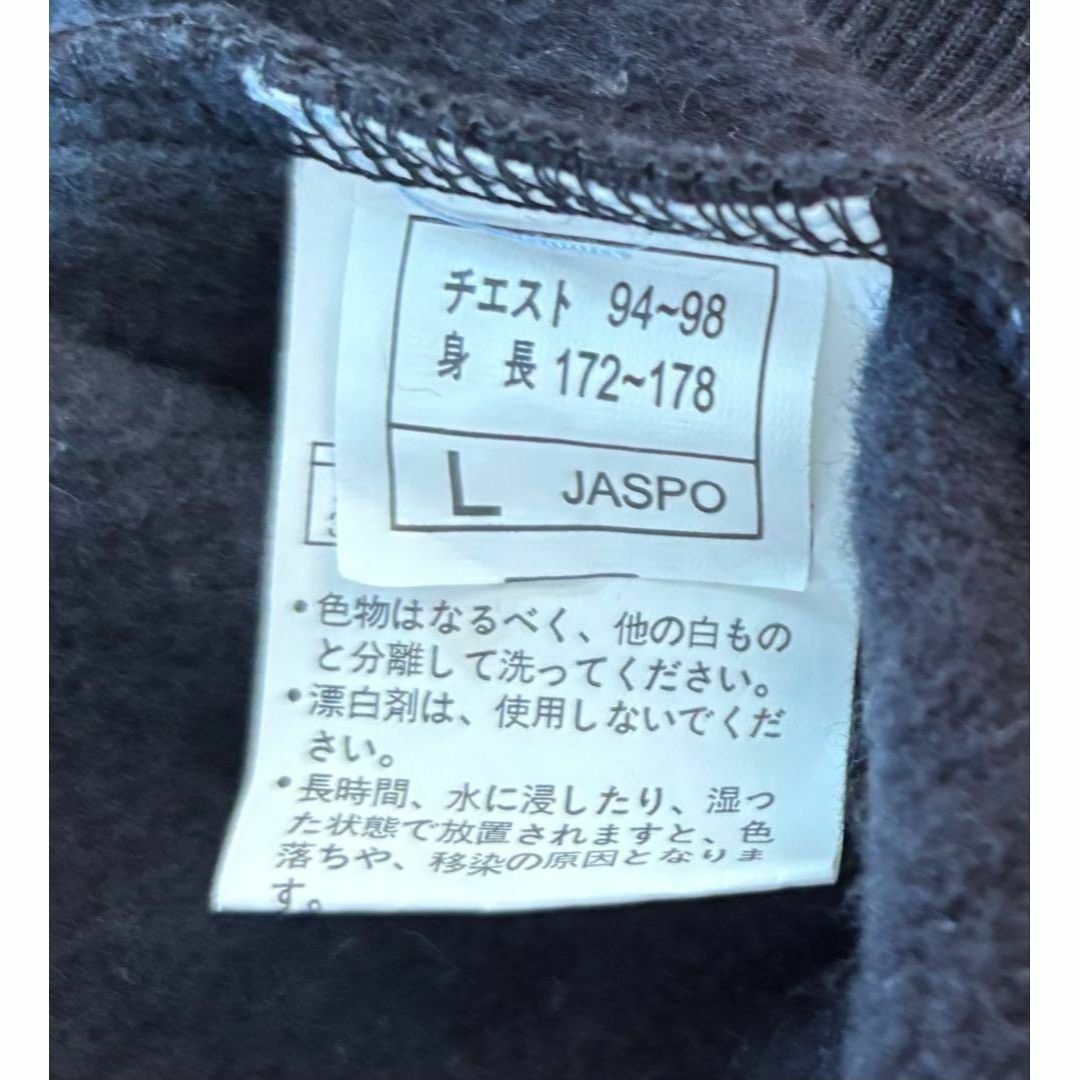 チエスト 94~98
身 長 172~178
L JASPO
・色物はなるべく、他の白もの
と分離して洗ってください。
・漂白剤は、使用しないでくだ
さい。
・長時間、水に浸したり、湿っ
た状態で放置されますと、色
落ちや、移染の原因となりま
す。